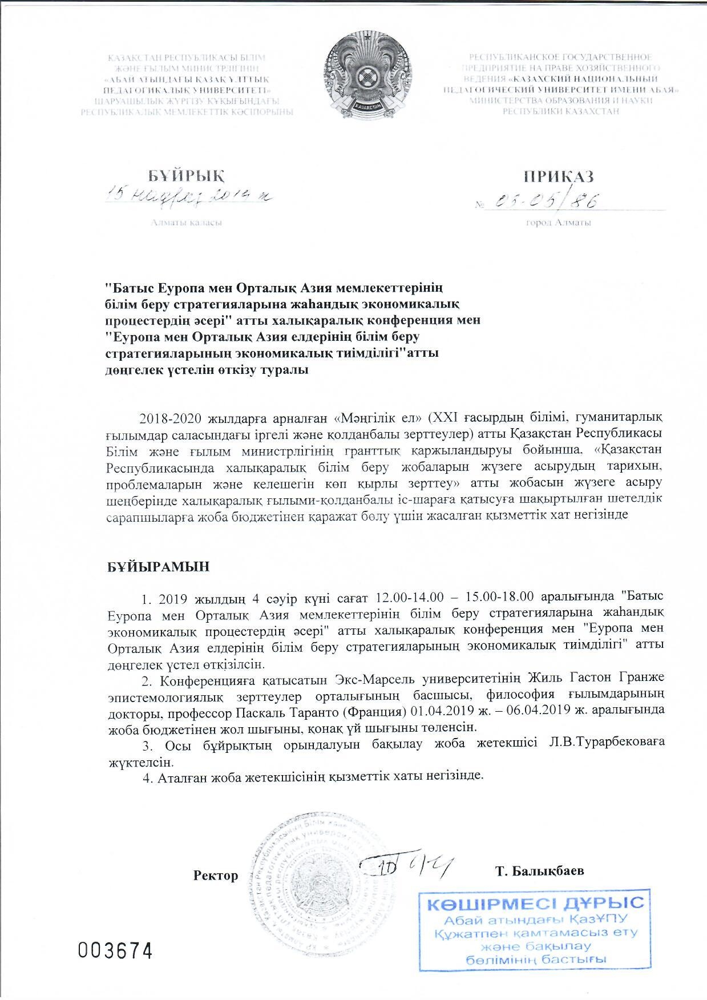 ҚАЗАҚСТАН РЕСПУБЛИКАСЫ БІЛІМ
ЖӘНЕ ҒЫЛЫМ МИНИСТРЛІГІНІҢ
«АБАЙ АТЫНДАҒЫ ҚАЗАҚ ҰЛТТЫҚ
ПЕДАГОГИКАЛЫҚ УНИВЕРСИТЕТІ»
ШАРУАШЫЛЫҚ ЖҮРГІЗУ ҚҰҚЫҒЫНДАҒЫ
РЕСПУБЛИКАЛЫҚ МЕМЛЕКЕТТІК КӘСІПОРЫНЫ
ҚАЗАҚСТАН
РЕСПУБЛИКАНСКОЕ ГОСУДАРСТВЕННОЕ
ПРЕДПРИЯТИЕ НА ПРАВЕ ХОЗЯЙСТВЕННОГО
ВЕДЕНИЯ «КАЗАХСКИЙ НАЦИОНАЛЬНЫЙ
ПЕДАГОГИЧЕСКИЙ УНИВЕРСИТЕТ ИМЕНИ АБАЯ»
МИНИСТЕРСТВА ОБРАЗОВАНИЯ И НАУКИ
РЕСПУБЛИКИ КАЗАХСТАН
БҰЙРЫҚ
15 наурыз 2019 ж
Алматы қаласы
ПРИКАЗ
№ 03-05/86
город Алматы
"Батыс Еуропа мен Орталық Азия мемлекеттерінің
білім беру стратегияларына жаһандық экономикалық
процестердің әсері" атты халықаралық конференция мен
"Еуропа мен Орталық Азия елдерінің білім беру
стратегияларының экономикалық тиімділігі"атты
дөңгелек үстелін өткізу туралы
2018-2020 жылдарға арналған «Мәңгілік ел» (XXI ғасырдың білімі, гуманитарлық
ғылымдар саласындағы іргелі және қолданбалы зерттеулер) атты Қазақстан Республикасы
Білім және ғылым министрлігінің гранттық қаржыландыруы бойынша, «Қазақстан
Республикасында халықаралық білім беру жобаларын жүзеге асырудың тарихын,
проблемаларын және келешегін көп қырлы зерттеу» атты жобасын жүзеге асыру
шеңберінде халықаралық ғылыми-қолданбалы іс-шараға қатысуға шақыртылған шетелдік
сарапшыларға жоба бюджетінен қаражат бөлу үшін жасалған қызметтік хат негізінде
БҰЙЫРАМЫН
1. 2019 жылдың 4 сәуір күні сағат 12.00-14.00 – 15.00-18.00 аралығында "Батыс
Еуропа мен Орталық Азия мемлекеттерінің білім беру стратегияларына жаһандық
экономикалық процестердің әсері" атты халықаралық конференция мен "Еуропа мен
Орталық Азия елдерінің білім беру стратегияларының экономикалық тиімділігі" атты
дөңгелек үстел өткізілсін.
2. Конференцияға қатысатын Экс-Марсель университетінің Жиль Гастон Гранже
эпистемологиялық зерттеулер орталығының басшысы, философия ғылымдарының
докторы, профессор Паскаль Таранто (Франция) 01.04.2019 ж. – 06.04.2019 ж. аралығында
жоба бюджетінен жол шығыны, қонақ үй шығыны төленсін.
3. Осы бұйрықтың орындалуын бақылау жоба жетекшісі Л.В.Турарбековаға
жүктелсін.
4. Аталған жоба жетекшісінің қызметтік хаты негізінде.
Ректор
Т. Балықбаев
КӨШІРМЕСІ ДҰРЫС
Абай атындағы ҚазҰПУ
Құжатпен қамтамасыз ету
және бақылау
бөлімінің бастығы
003674